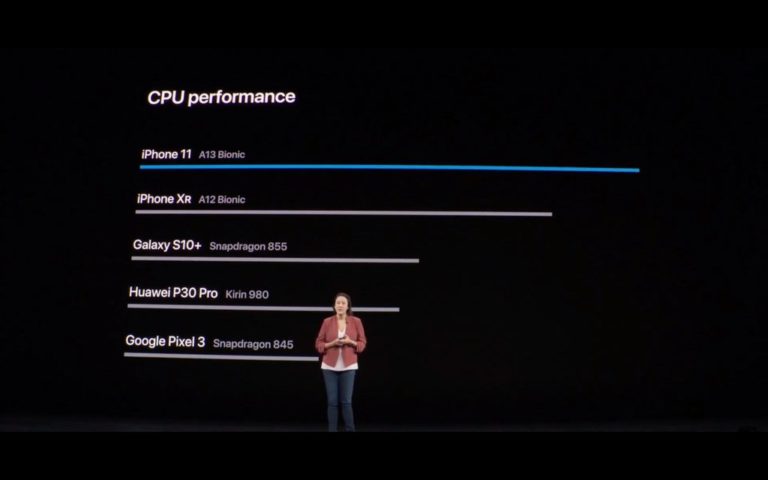 CPU performance
iPhone 11 A13 Bionic
iPhone XR A12 Bionic
Galaxy S10+ Snapdragon 855
Huawei P30 Pro Kirin 980
Google Pixel 3 Snapdragon 845